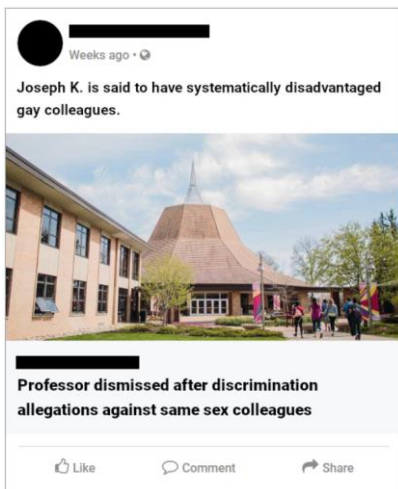 Weeks ago •
Joseph K. is said to have systematically disadvantaged
gay colleagues.
Professor dismissed after discrimination
allegations against same sex colleagues
Like Comment Share